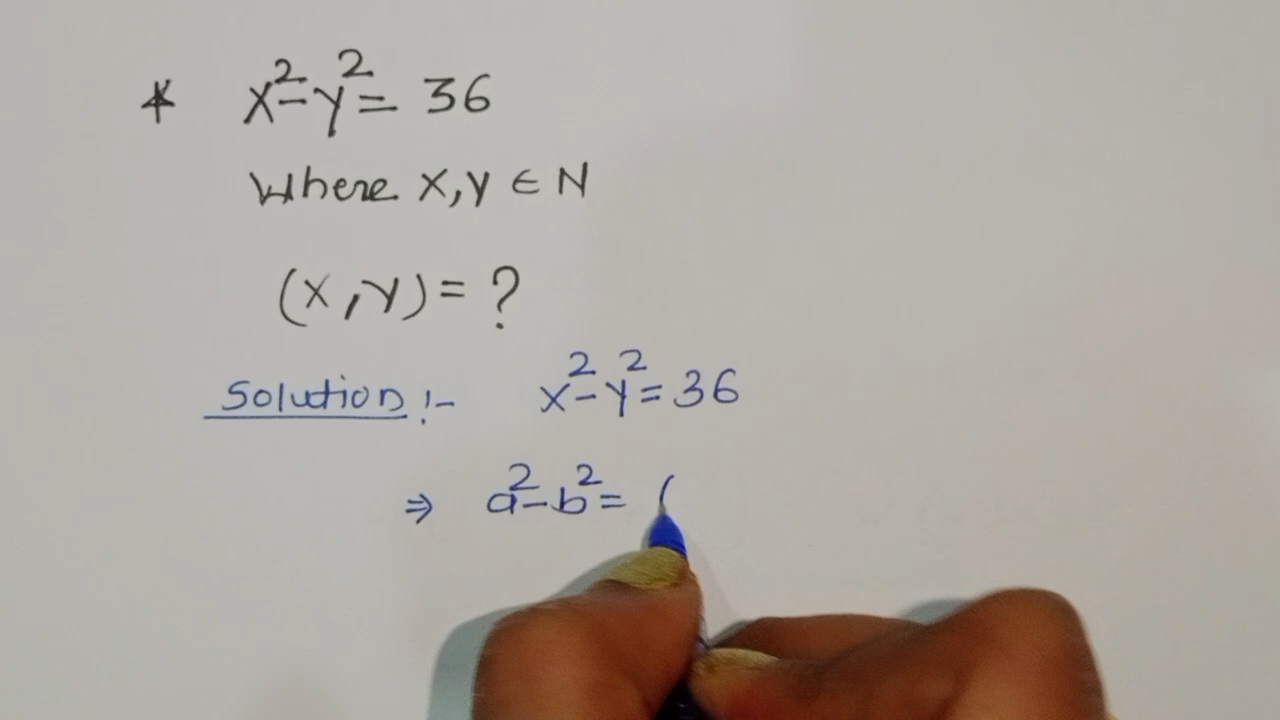 * x²-y²= 36
Where x,y ∈ N
(x,y)= ?
Solution:- x²-y²= 36
⇒ a²-b²= (